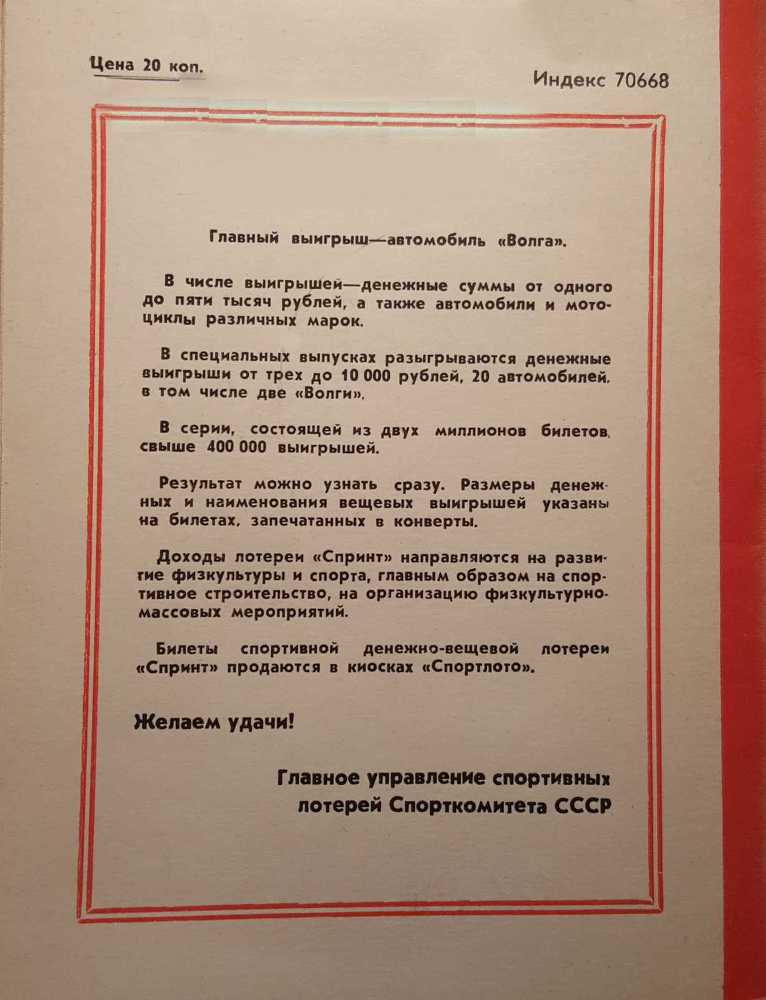 Цена 20 коп.
Индекс 70668
Главный выигрыш—автомобиль «Волга».
В числе выигрышей—денежные суммы от одного
до пяти тысяч рублей, а также автомобили и мото-
циклы различных марок.
В специальных выпусках разыгрываются денежные
выигрыши от трех до 10 000 рублей, 20 автомобилей,
в том числе две «Волги».
В серии, состоящей из двух миллионов билетов,
свыше 400 000 выигрышей.
Результат можно узнать сразу. Размеры денеж-
ных и наименования вещевых выигрышей указаны
на билетах, запечатанных в конверты.
Доходы лотереи «Спринт» направляются на разви-
тие физкультуры и спорта, главным образом на спор-
тивное строительство, на организацию физкультурно-
массовых мероприятий.
Билеты спортивной денежно-вещевой лотереи
«Спринт» продаются в киосках «Спортлото».
Желаем удачи!
Главное управление спортивных
лотерей Спорткомитета СССР